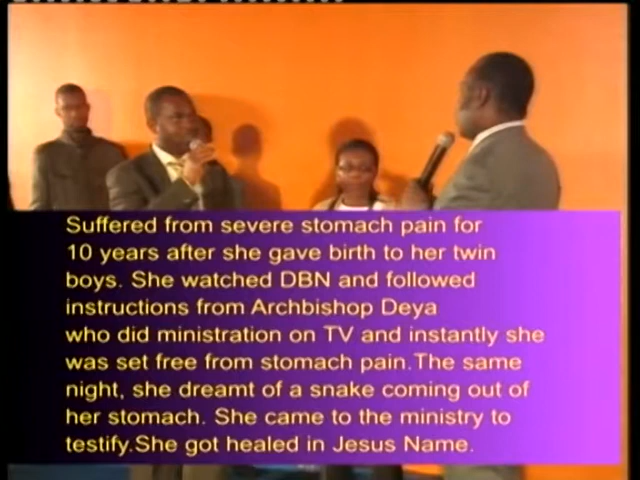 Suffered from severe stomach pain for
10 years after she gave birth to her twin
boys. She watched DBN and followed
instructions from Archbishop Deya
who did ministration on TV and instantly she
was set free from stomach pain.The same
night, she dreamt of a snake coming out of
her stomach. She came to the ministry to
testify.She got healed in Jesus Name.